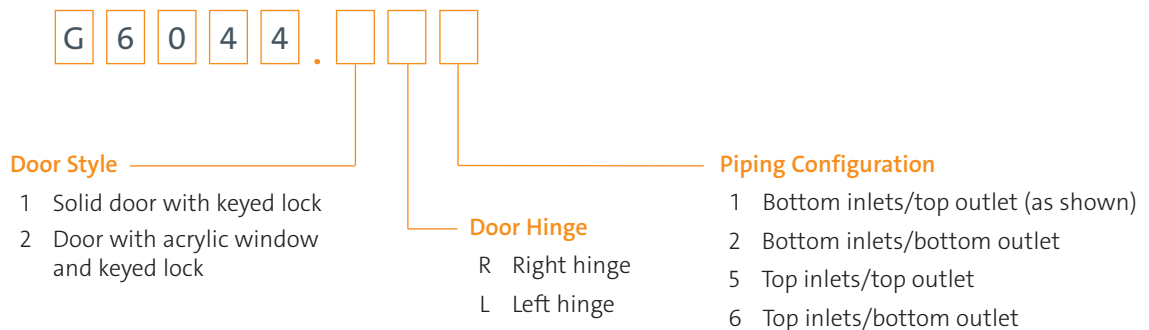 G6044.
Door Style
1 Solid door with keyed lock
2 Door with acrylic window
and keyed lock
Door Hinge
R Right hinge
L Left hinge
Piping Configuration
1 Bottom inlets/top outlet (as shown)
2 Bottom inlets/bottom outlet
5 Top inlets/top outlet
6 Top inlets/bottom outlet